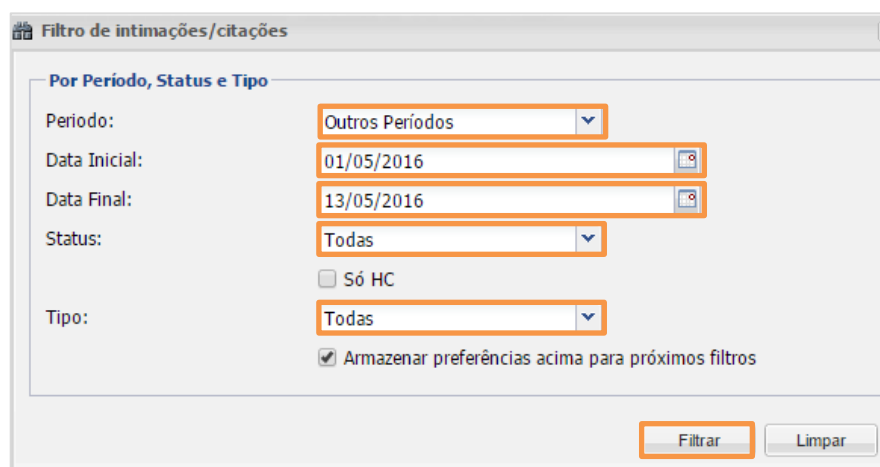 Filtro de intimações/citações
Por Período, Status e Tipo
Periodo: Outros Períodos
Data Inicial: 01/05/2016
Data Final: 13/05/2016
Status: Todas
Só HC
Tipo: Todas
Armazenar preferências acima para próximos filtros
Filtrar Limpar